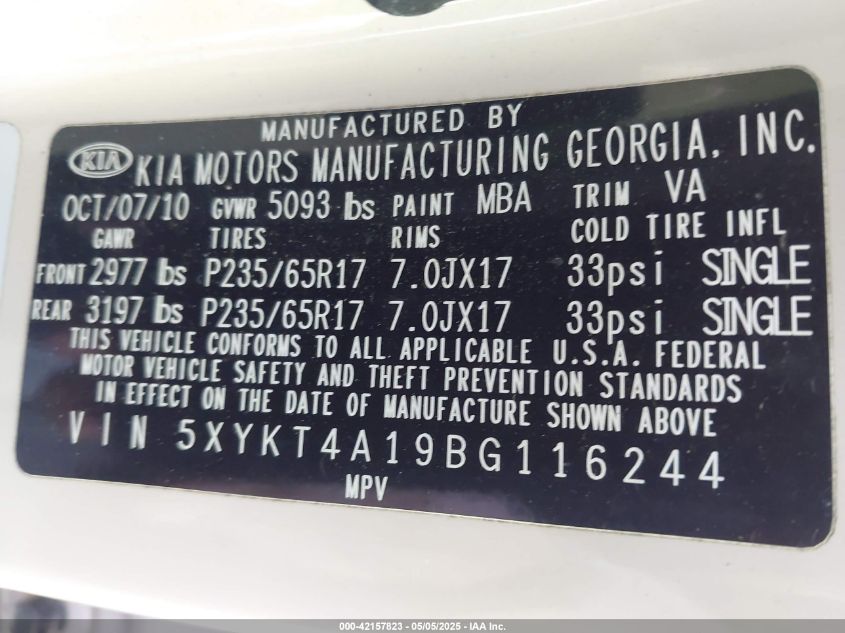 MANUFACTURED BY
KIA KIA MOTORS MANUFACTURING GEORGIA, INC.
OCT/07/10 GVWR 5093 lbs PAINT MBA TRIM VA
GAWR TIRES RIMS COLD TIRE INFL
FRONT 2977 lbs P235/65R17 7.0JX17 33psi SINGLE
REAR 3197 lbs P235/65R17 7.0JX17 33psi SINGLE
THIS VEHICLE CONFORMS TO ALL APPLICABLE U.S.A. FEDERAL
MOTOR VEHICLE SAFETY AND THEFT PREVENTION STANDARDS
IN EFFECT ON THE DATE OF MANUFACTURE SHOWN ABOVE
VIN 5XYKT4A19BG116244
MPV
000-42157823 — 05/05/2025 - IAA Inc.